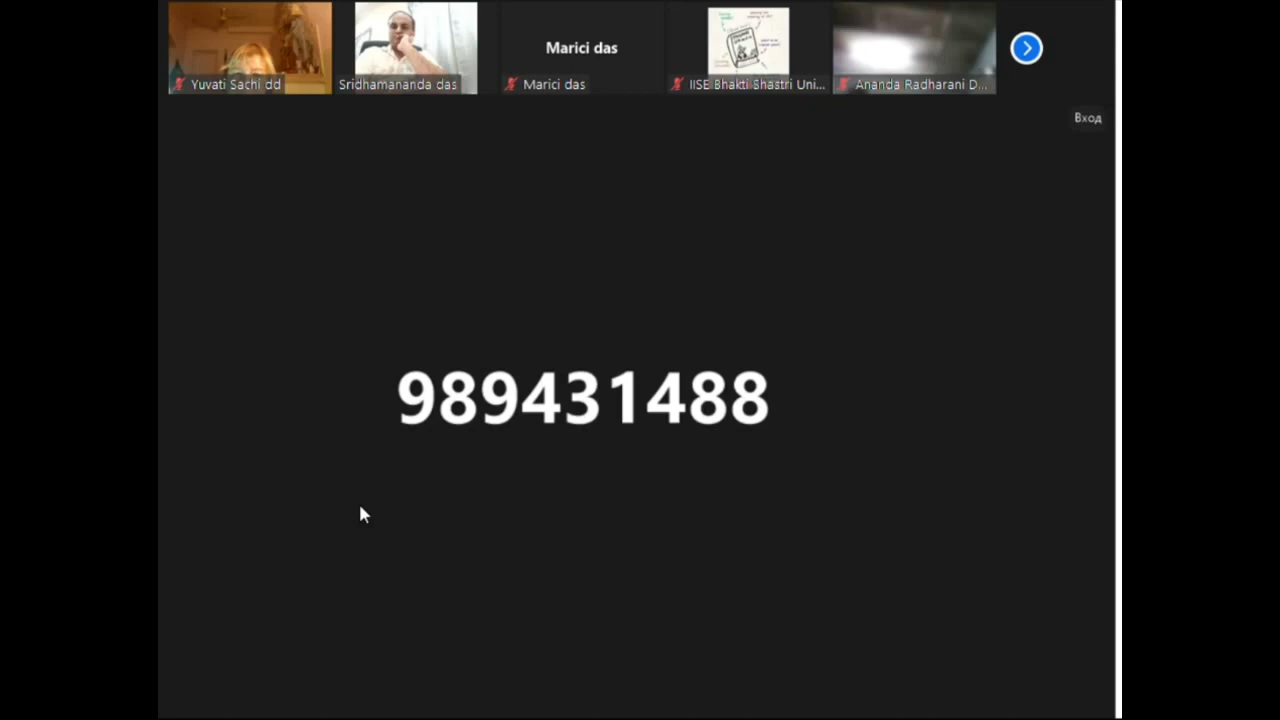 Marici das
Yuvati Sachi dd
Sridhamananda das
Marici das
IISE Bhakti Shastri Uni...
Ananda Radharani D...
Вход
989431488